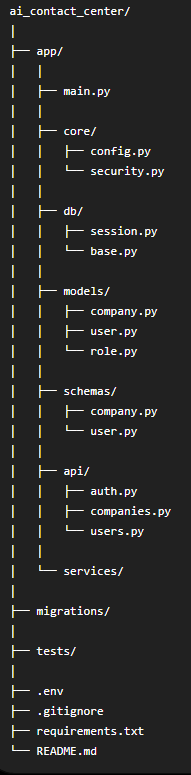 ai_contact_center/
│
├── app/
│   │
│   ├── main.py
│   │
│   ├── core/
│   │   ├── config.py
│   │   └── security.py
│   │
│   ├── db/
│   │   ├── session.py
│   │   └── base.py
│   │
│   ├── models/
│   │   ├── company.py
│   │   ├── user.py
│   │   └── role.py
│   │
│   ├── schemas/
│   │   ├── company.py
│   │   └── user.py
│   │
│   ├── api/
│   │   ├── auth.py
│   │   ├── companies.py
│   │   └── users.py
│   │
│   └── services/
│
├── migrations/
│
├── tests/
│
├── .env
├── .gitignore
├── requirements.txt
└── README.md